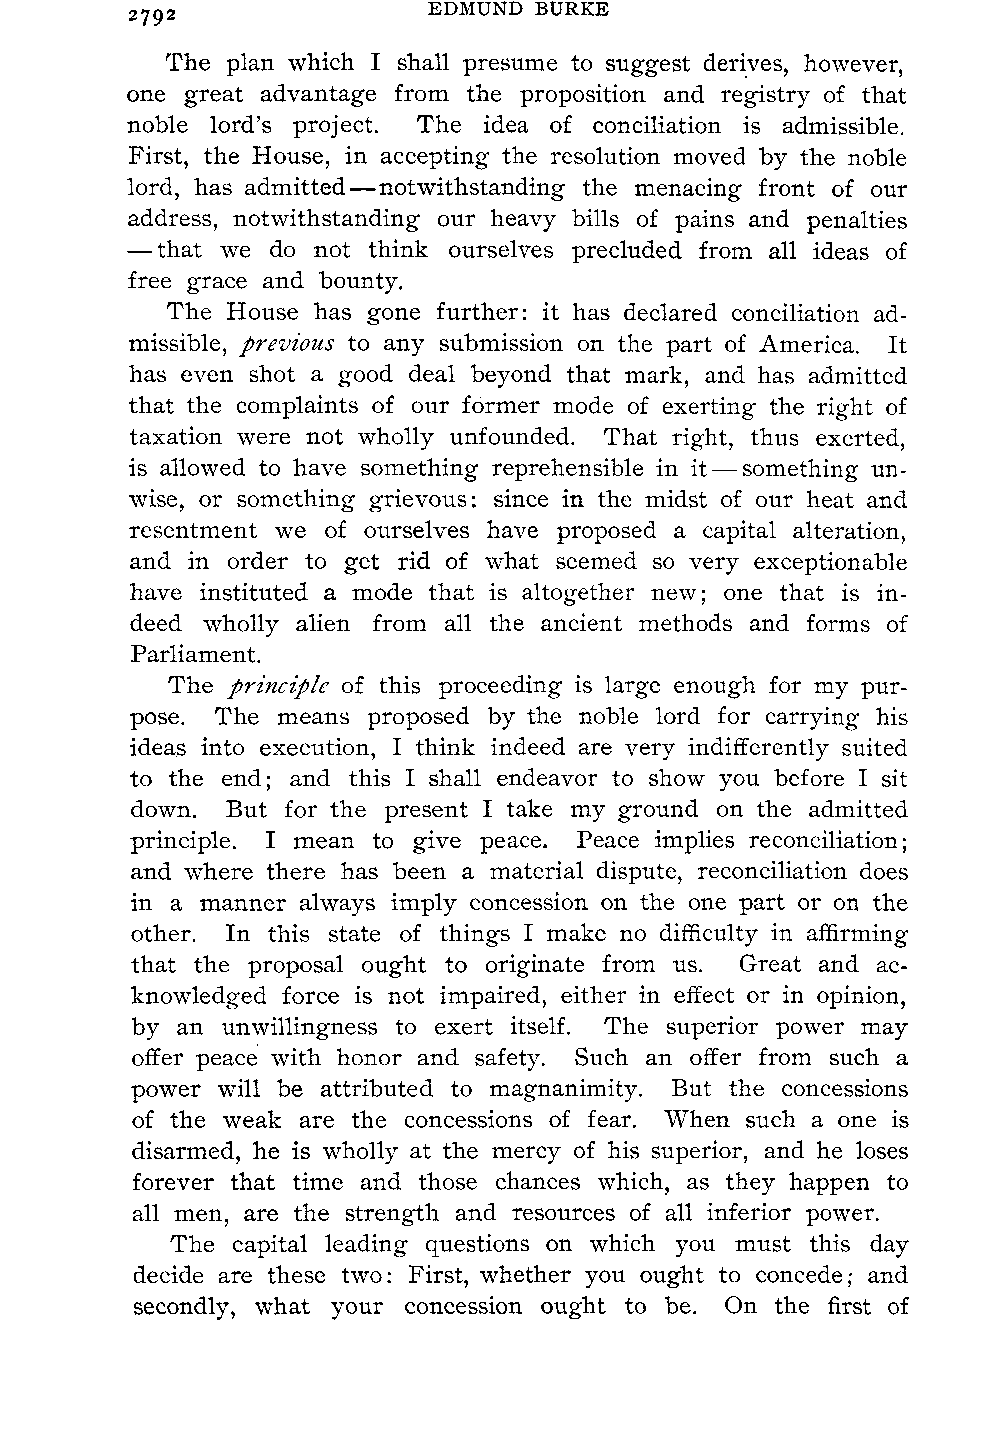 2792
EDMUND BURKE
The plan which I shall presume to suggest derives, however,
one great advantage from the proposition and registry of that
noble lord's project. The idea of conciliation is admissible.
First, the House, in accepting the resolution moved by the noble
lord, has admitted — notwithstanding the menacing front of our
address, notwithstanding our heavy bills of pains and penalties
— that we do not think ourselves precluded from all ideas of
free grace and bounty.
The House has gone further: it has declared conciliation ad-
missible, previous to any submission on the part of America. It
has even shot a good deal beyond that mark, and has admitted
that the complaints of our former mode of exerting the right of
taxation were not wholly unfounded. That right, thus exerted,
is allowed to have something reprehensible in it — something un-
wise, or something grievous: since in the midst of our heat and
resentment we of ourselves have proposed a capital alteration,
and in order to get rid of what seemed so very exceptionable
have instituted a mode that is altogether new; one that is in-
deed wholly alien from all the ancient methods and forms of
Parliament.
The principle of this proceeding is large enough for my pur-
pose. The means proposed by the noble lord for carrying his
ideas into execution, I think indeed are very indifferently suited
to the end; and this I shall endeavor to show you before I sit
down. But for the present I take my ground on the admitted
principle. I mean to give peace. Peace implies reconciliation;
and where there has been a material dispute, reconciliation does
in a manner always imply concession on the one part or on the
other. In this state of things I make no difficulty in affirming
that the proposal ought to originate from us. Great and ac-
knowledged force is not impaired, either in effect or in opinion,
by an unwillingness to exert itself. The superior power may
offer peace with honor and safety. Such an offer from such a
power will be attributed to magnanimity. But the concessions
of the weak are the concessions of fear. When such a one is
disarmed, he is wholly at the mercy of his superior, and he loses
forever that time and those chances which, as they happen to
all men, are the strength and resources of all inferior power.
The capital leading questions on which you must this day
decide are these two: First, whether you ought to concede; and
secondly, what your concession ought to be. On the first of